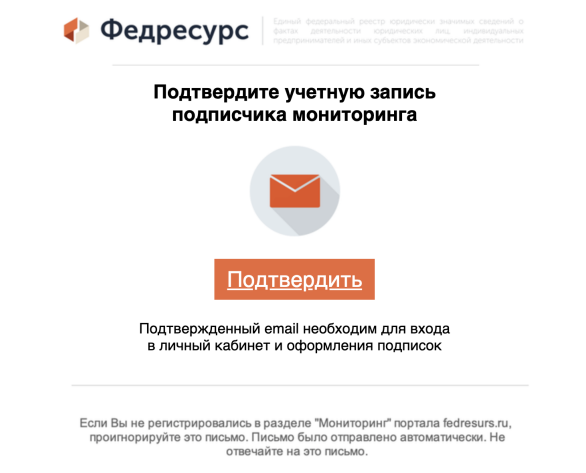 Федресурс
Единый федеральный реестр юридически значимых сведений о
фактах деятельности юридических лиц, индивидуальных
предпринимателей и иных субъектов экономической деятельности
Подтвердите учетную запись
подписчика мониторинга
Подтвердить
Подтвержденный email необходим для входа
в личный кабинет и оформления подписок
Если Вы не регистрировались в разделе "Мониторинг" портала fedresurs.ru,
проигнорируйте это письмо. Письмо было отправлено автоматически. Не
отвечайте на это письмо.